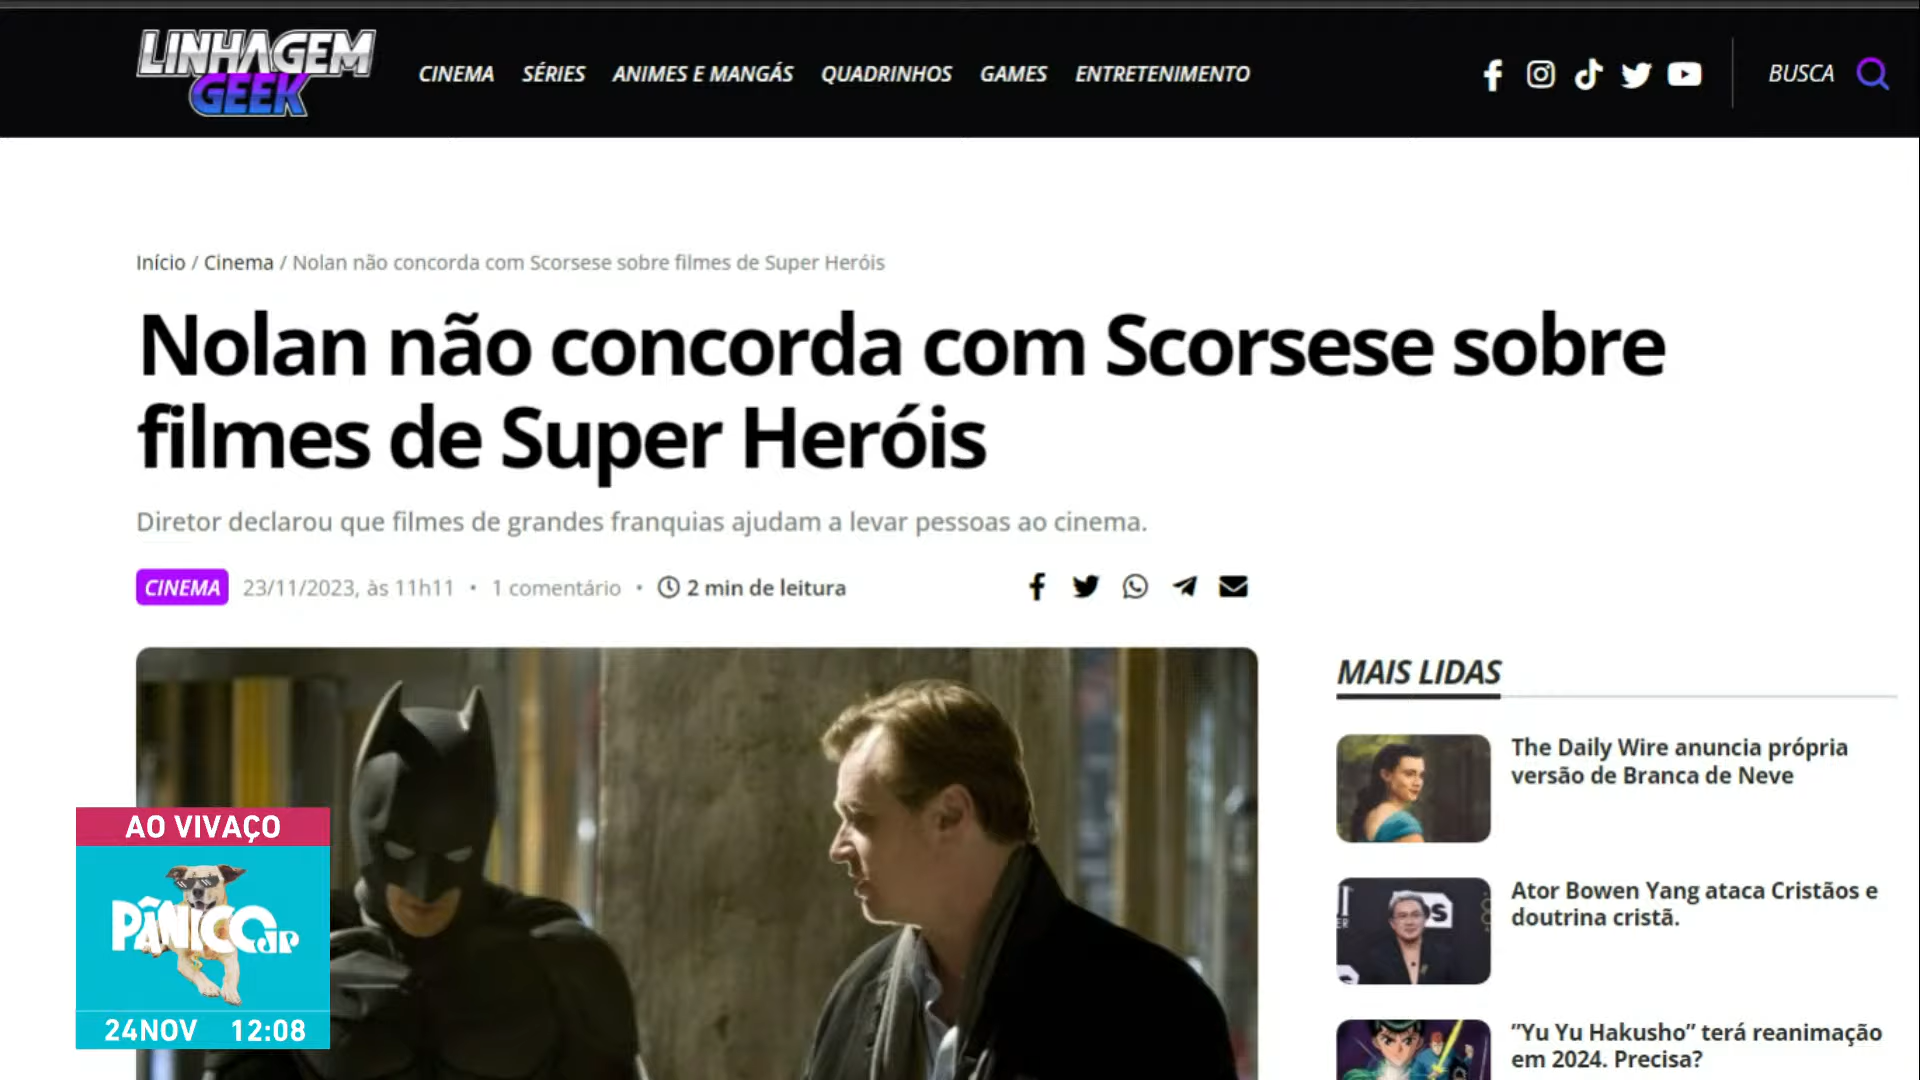 LINHAGEM
GEEK
CINEMA SÉRIES ANIMES E MANGÁS QUADRINHOS GAMES ENTRETENIMENTO
BUSCA
Início / Cinema / Nolan não concorda com Scorsese sobre filmes de Super Heróis
Nolan não concorda com Scorsese sobre
filmes de Super Heróis
Diretor declarou que filmes de grandes franquias ajudam a levar pessoas ao cinema.
CINEMA 23/11/2023, às 11h11 • 1 comentário • 2 min de leitura
MAIS LIDAS
The Daily Wire anuncia própria
versão de Branca de Neve
Ator Bowen Yang ataca Cristãos e
doutrina cristã.
”Yu Yu Hakusho” terá reanimação
em 2024. Precisa?
AO VIVAÇO
PÂNICO JP
24NOV 12:08